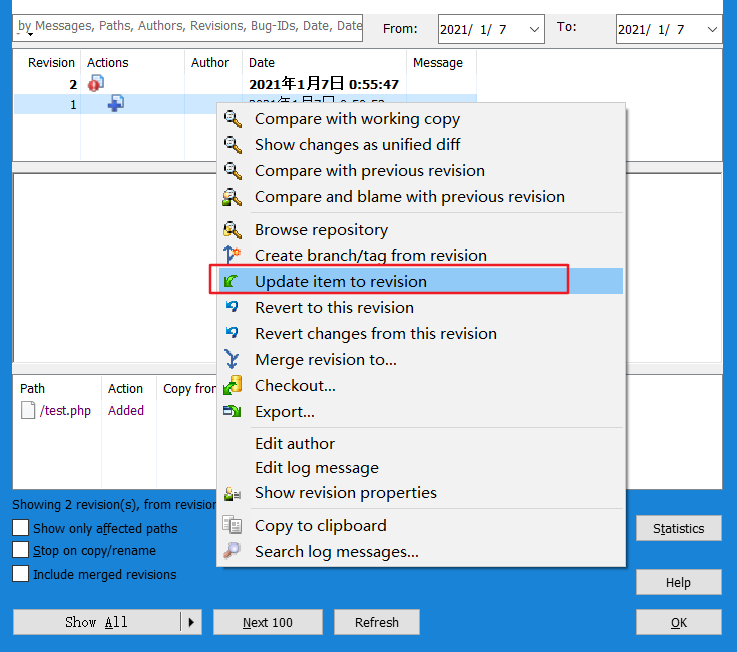 by Messages, Paths, Authors, Revisions, Bug-IDs, Date, Date
From:
2021/ 1/ 7
To:
2021/ 1/ 7
Revision Actions Author Date Message
2 2021年1月7日 0:55:47
1
Compare with working copy
Show changes as unified diff
Compare with previous revision
Compare and blame with previous revision
Browse repository
Create branch/tag from revision
Update item to revision
Revert to this revision
Revert changes from this revision
Merge revision to...
Checkout...
Export...
Edit author
Edit log message
Show revision properties
Copy to clipboard
Search log messages...
Path Action Copy from
/test.php Added
Showing 2 revision(s), from revision
Show only affected paths
Stop on copy/rename
Include merged revisions
Statistics
Help
Show All
Next 100
Refresh
OK